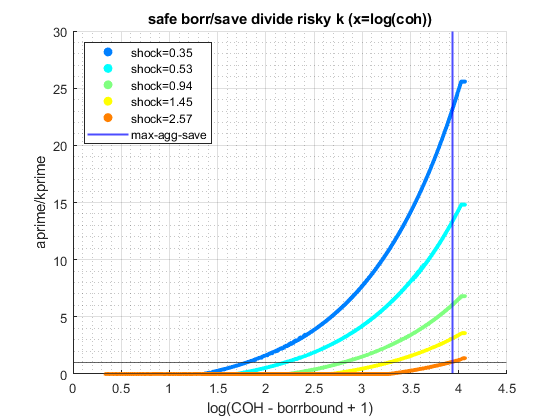 safe borr/save divide risky k (x=log(coh))
30
25
20
15
10
5
0
aprime/kprime
shock=0.35
shock=0.53
shock=0.94
shock=1.45
shock=2.57
max-agg-save
0 0.5 1 1.5 2 2.5 3 3.5 4 4.5
log(COH - borrbound + 1)